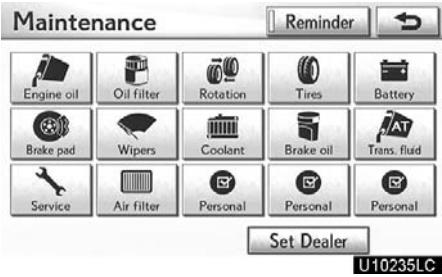 Maintenance Reminder
Engine oil Oil filter Rotation Tires Battery
Brake pad Wipers Coolant Brake oil AT Trans. fluid
Service Air filter Personal Personal Personal
Set Dealer
U10235LC